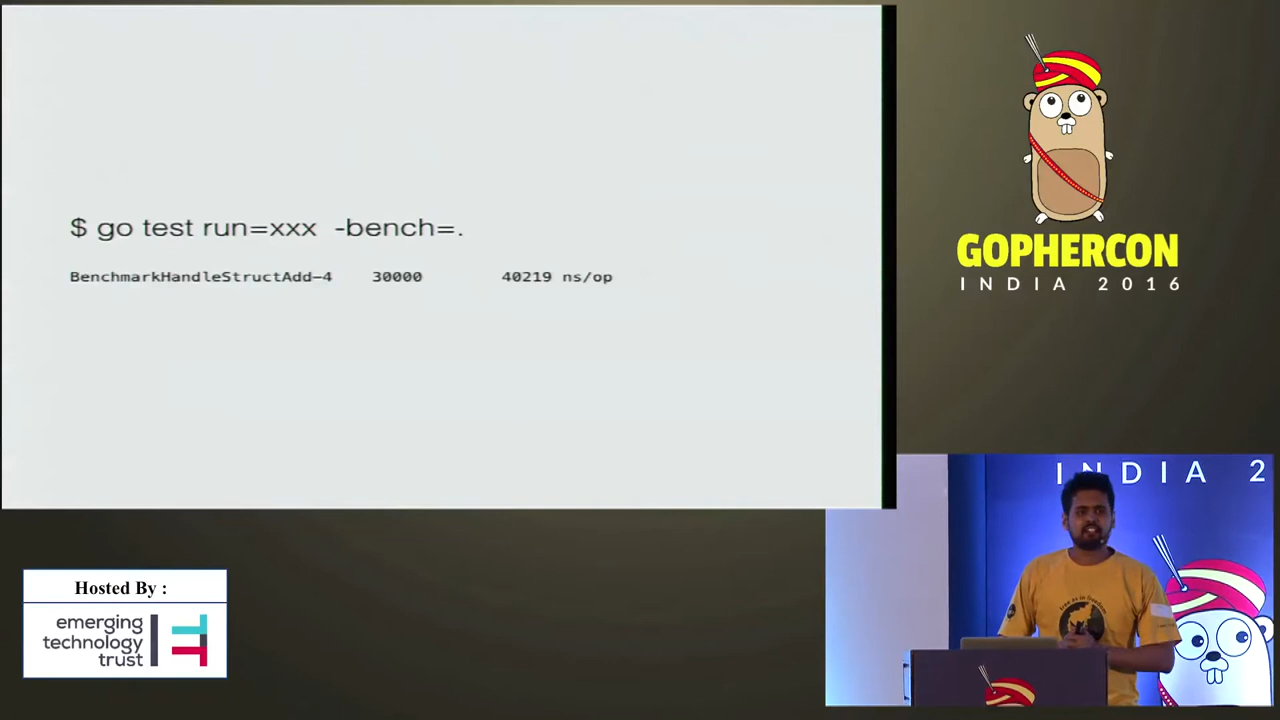 $ go test run=xxx -bench=.
BenchmarkHandleStructAdd-4 30000 40219 ns/op
GOPHERCON
INDIA 2016
INDIA 2
Hosted By :
emerging
technology
trust